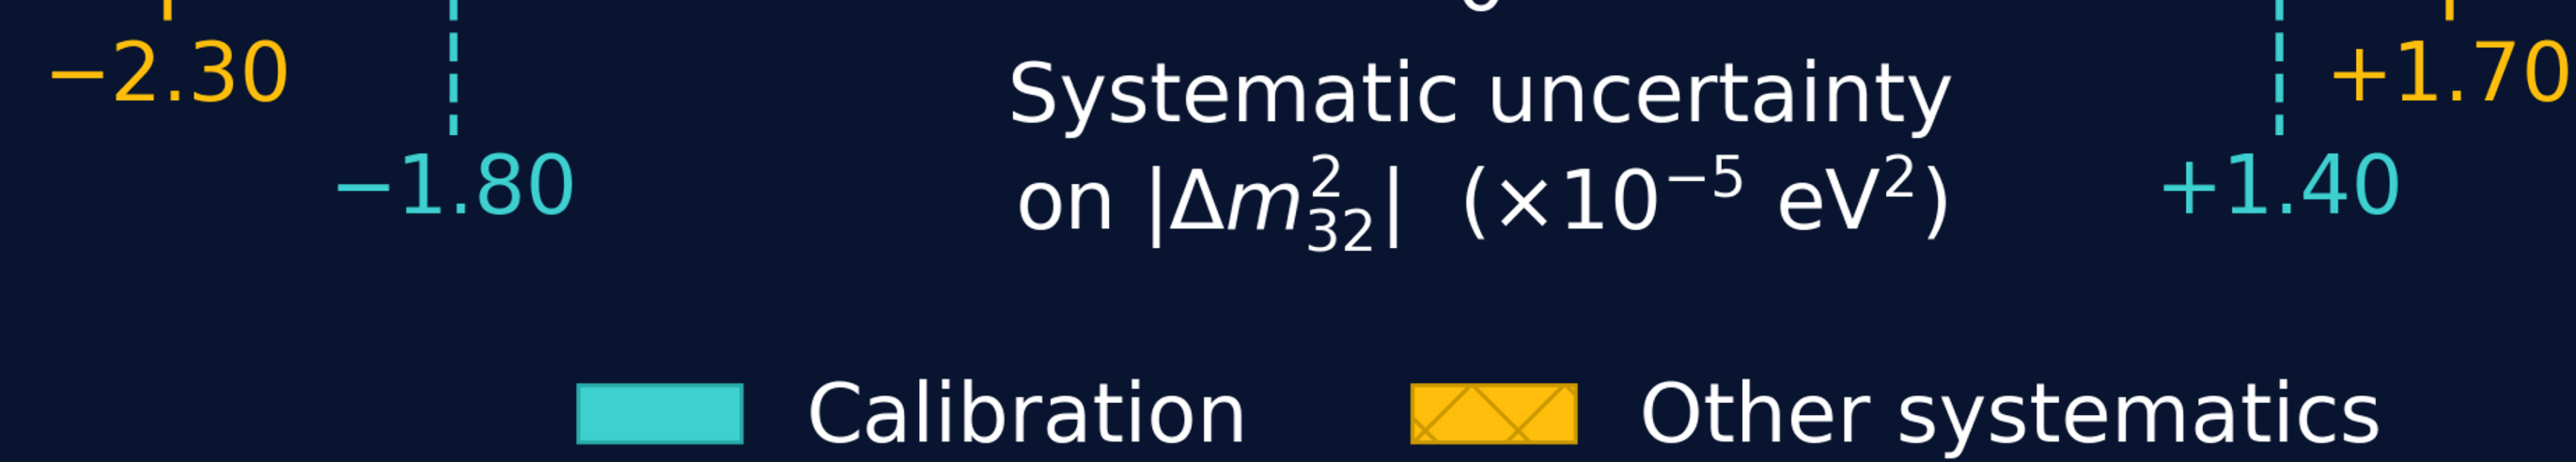 −2.30
+1.70
Systematic uncertainty
−1.80
on |Δm²₃₂| (×10⁻⁵ eV²)
+1.40
Calibration
Other systematics